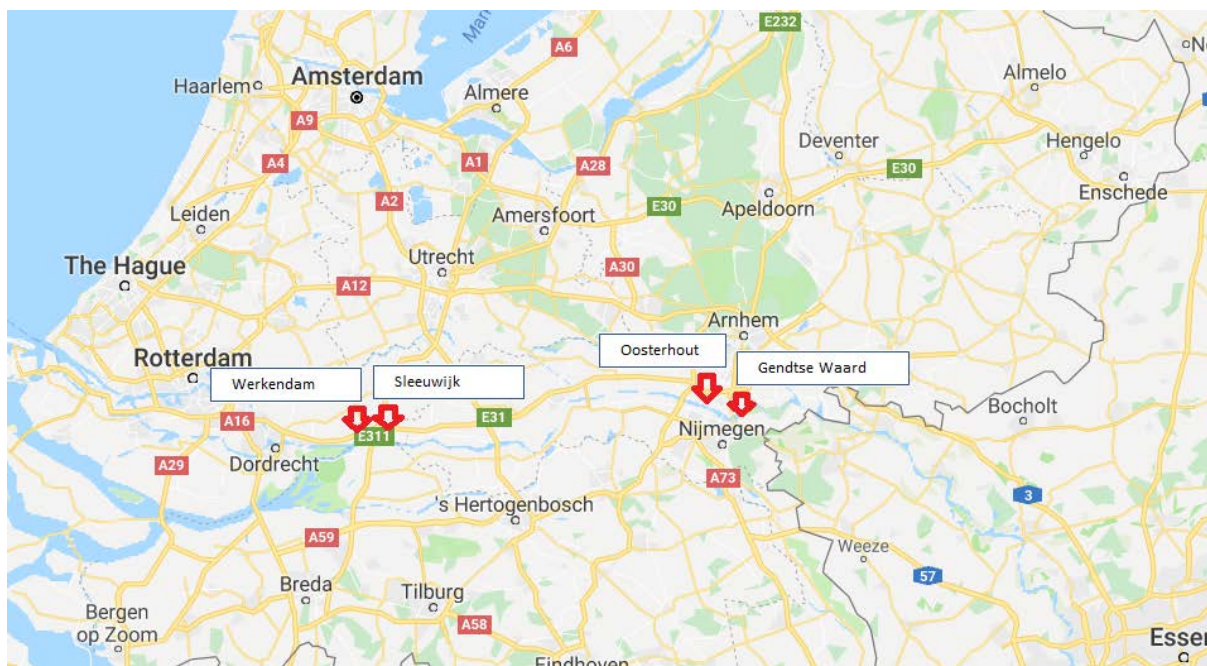 Mar
E232
A6
Haarlem
Amsterdam
Almere
Almelo
A9
Deventer
Hengelo
A4
A1
A28
E30
Enschede
A2
Leiden
Amersfoort
E30
Apeldoorn
Utrecht
The Hague
A30
A12
Arnhem
Rotterdam
Oosterhout
Gendtse Waard
Werkendam
Sleeuwijk
A16
E31
Bocholt
E311
Nijmegen
Dordrecht
A29
A73
's Hertogenbosch
3
A59
Weeze
57
Breda
Tilburg
Bergen
op Zoom
A58
Essen
Eindhoven